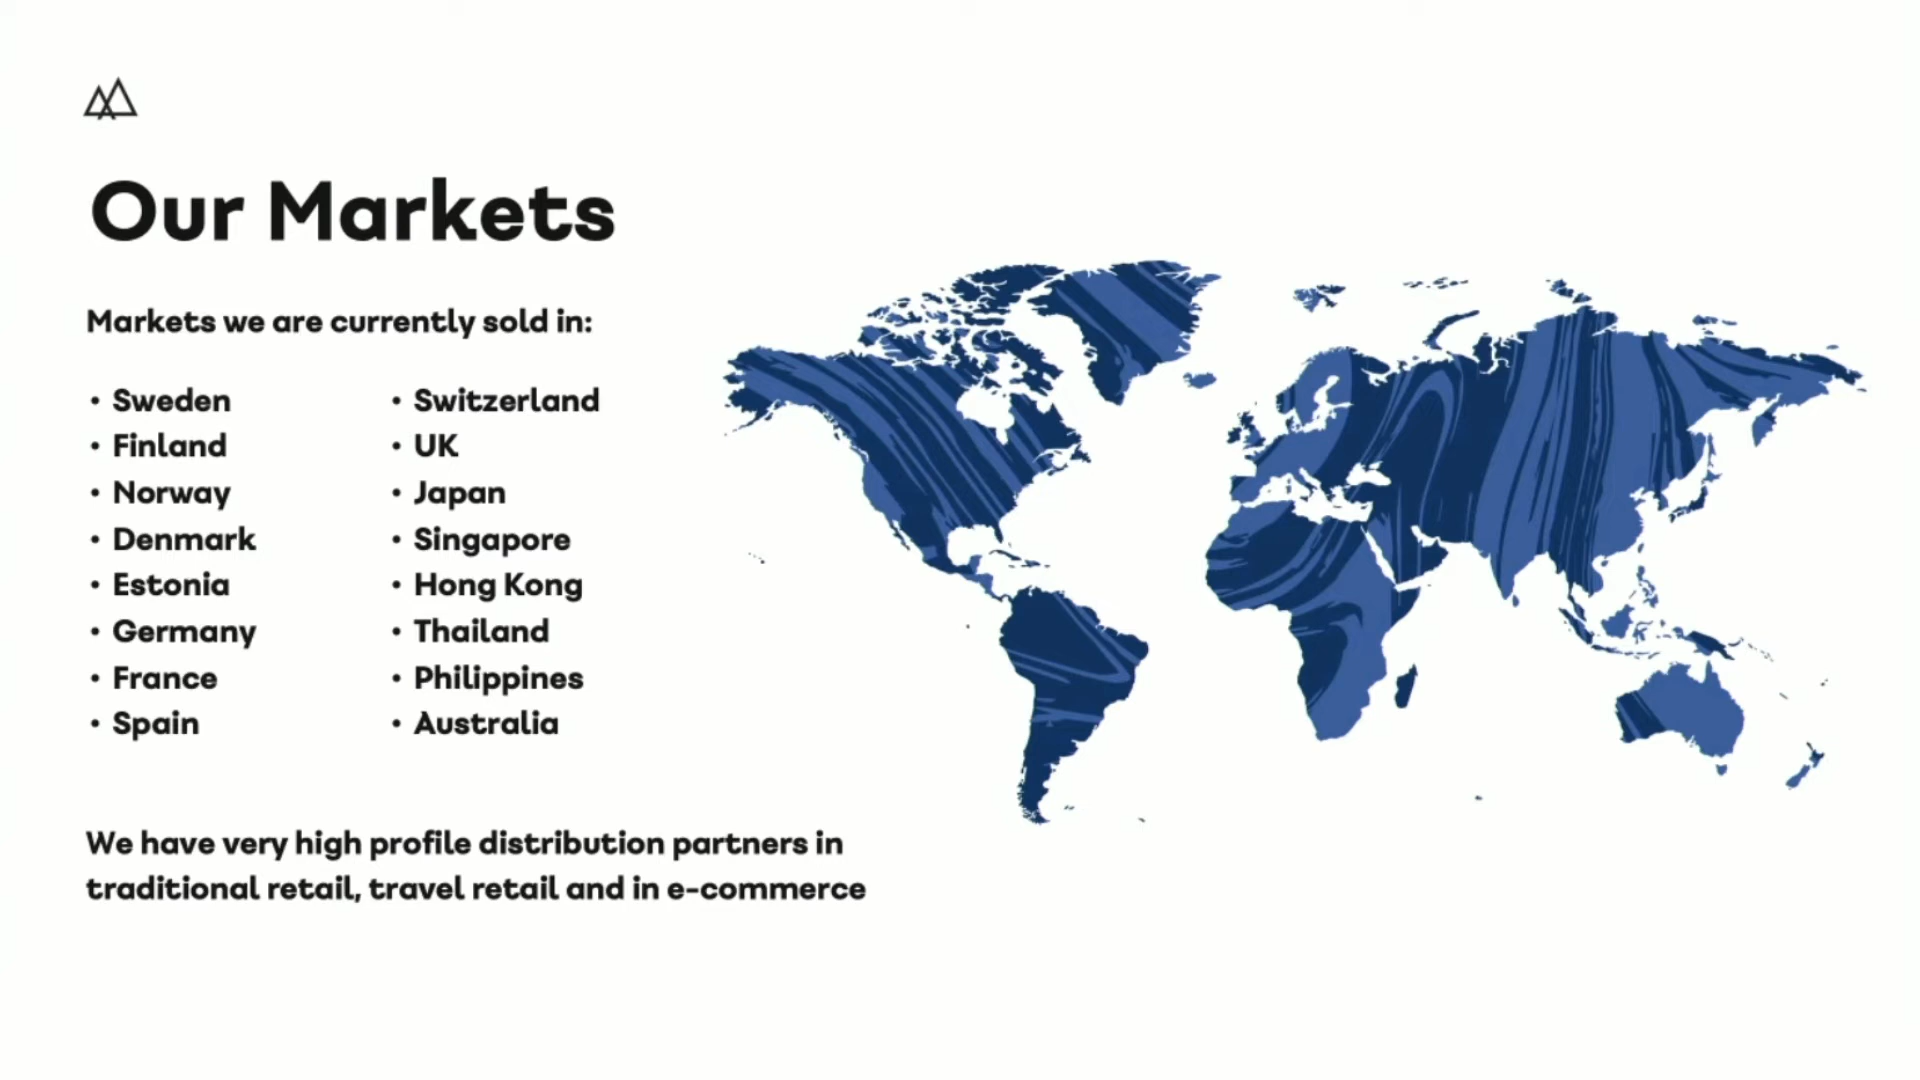 Our Markets
Markets we are currently sold in:
• Sweden
• Finland
• Norway
• Denmark
• Estonia
• Germany
• France
• Spain
• Switzerland
• UK
• Japan
• Singapore
• Hong Kong
• Thailand
• Philippines
• Australia
We have very high profile distribution partners in
traditional retail, travel retail and in e-commerce